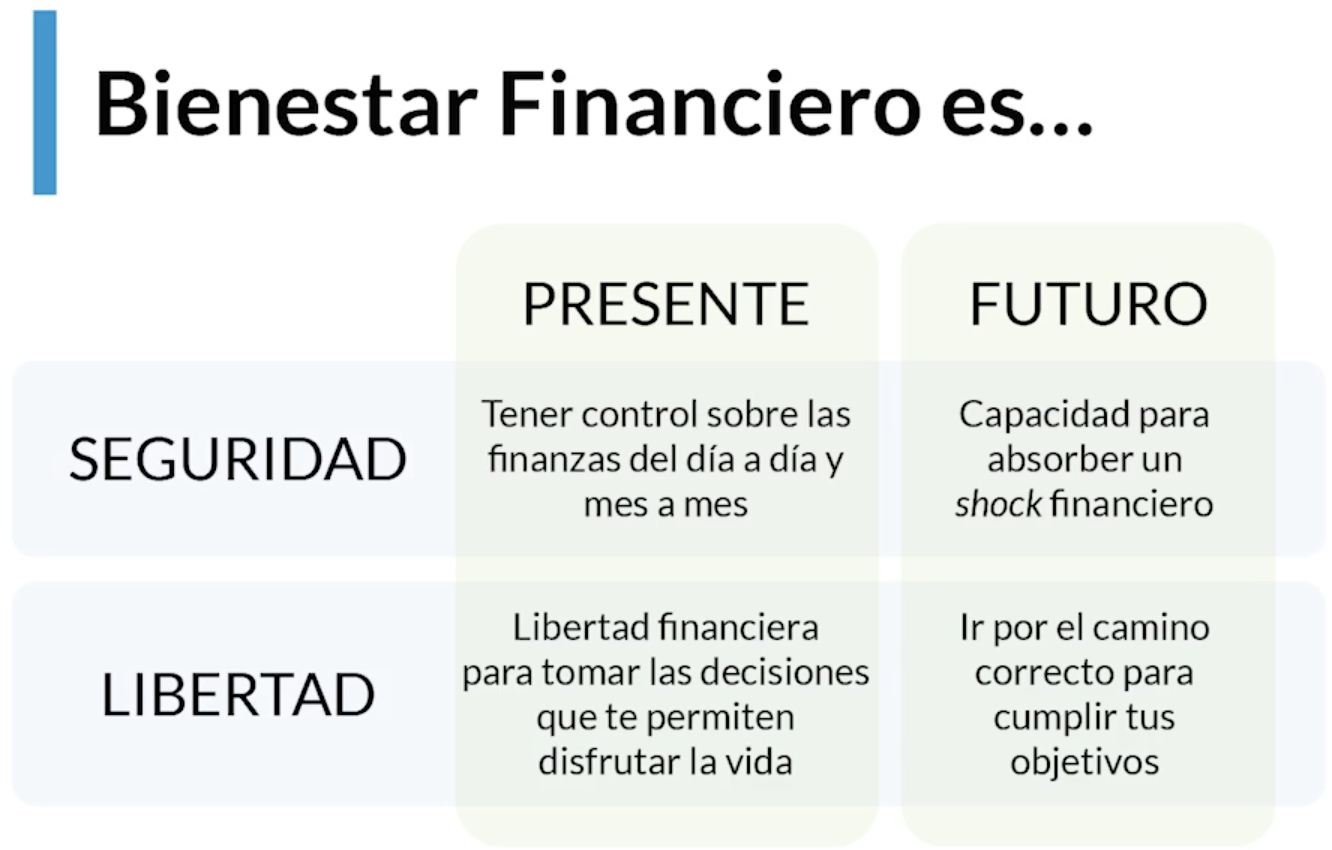 Bienestar Financiero es...
PRESENTE
FUTURO
SEGURIDAD
Tener control sobre las
finanzas del día a día y
mes a mes
Capacidad para
absorber un
shock financiero
LIBERTAD
Libertad financiera
para tomar las decisiones
que te permiten
disfrutar la vida
Ir por el camino
correcto para
cumplir tus
objetivos